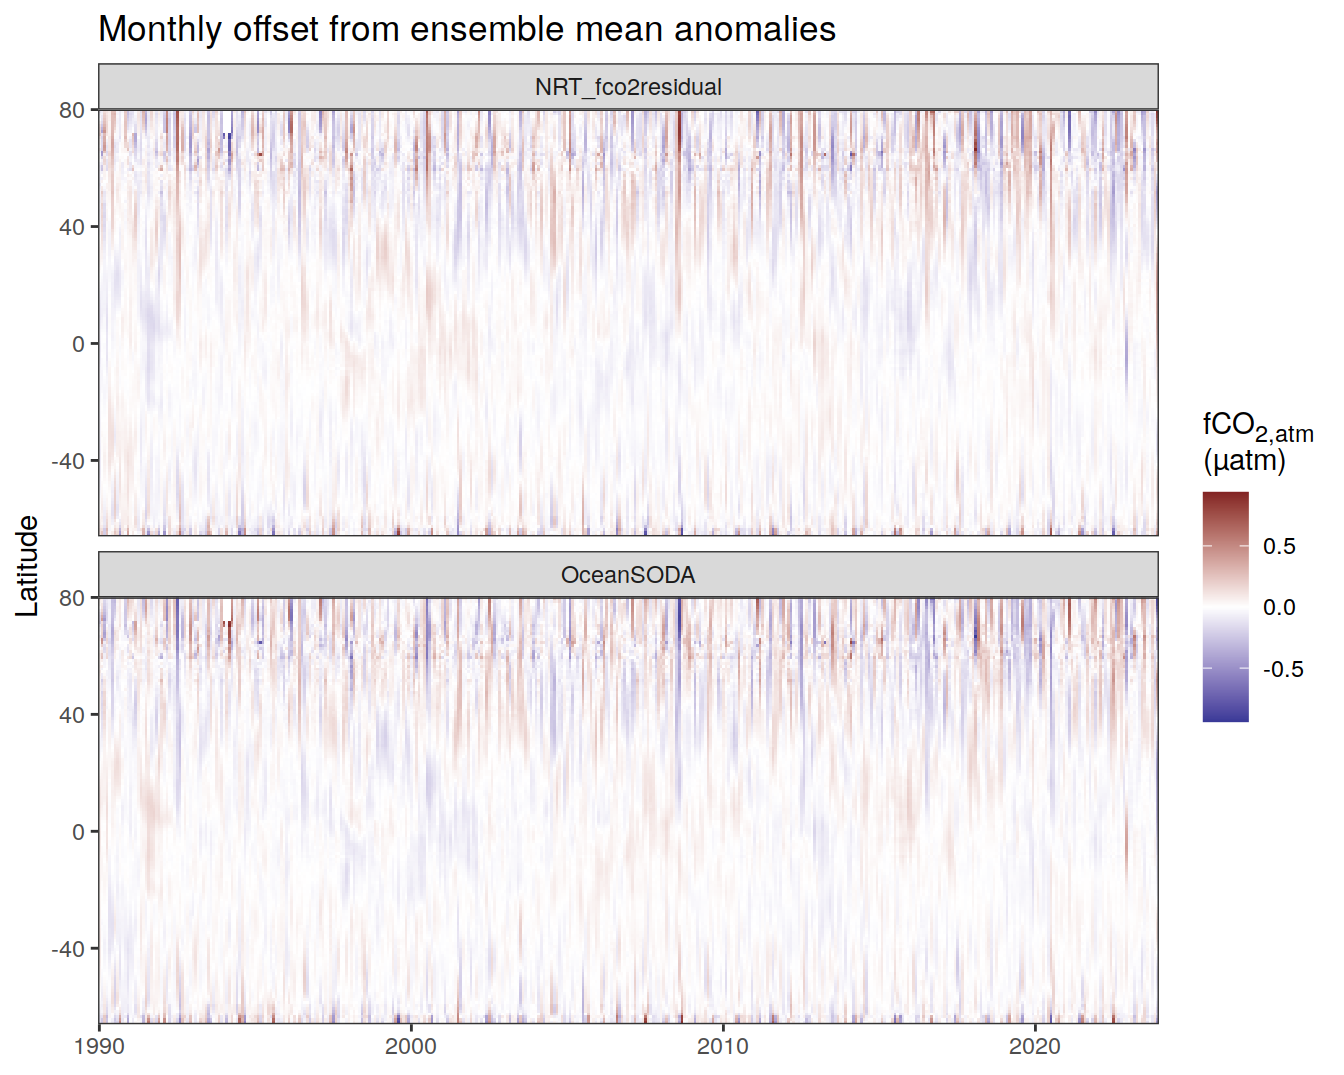 Monthly offset from ensemble mean anomalies
NRT_fco2residual
80
40
0
-40
OceanSODA
80
40
0
-40
1990
2000
2010
2020
Latitude
fCO2,atm
(µatm)
0.5
0.0
-0.5